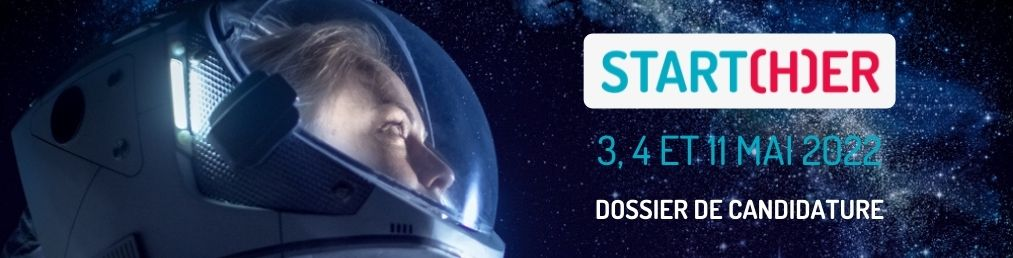 START(H)ER
3, 4 ET 11 MAI 2022
DOSSIER DE CANDIDATURE